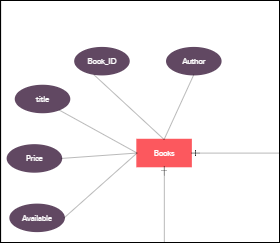 Book_ID
Author
title
Price
Books
Available